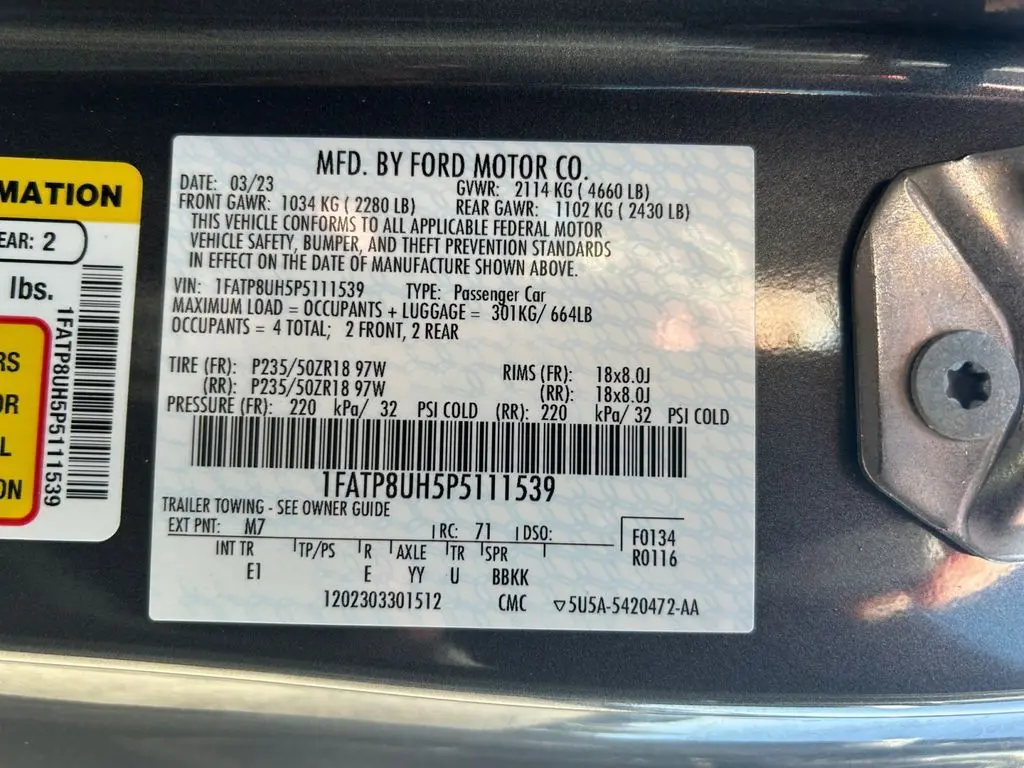 MATION
EAR: 2
lbs.
RS
OR
L
ON
1FATP8UH5P5111539
MFD. BY FORD MOTOR CO.
DATE: 03/23 GVWR: 2114 KG ( 4660 LB)
FRONT GAWR: 1034 KG ( 2280 LB) REAR GAWR: 1102 KG ( 2430 LB)
THIS VEHICLE CONFORMS TO ALL APPLICABLE FEDERAL MOTOR
VEHICLE SAFETY, BUMPER, AND THEFT PREVENTION STANDARDS
IN EFFECT ON THE DATE OF MANUFACTURE SHOWN ABOVE.
VIN: 1FATP8UH5P5111539 TYPE: Passenger Car
MAXIMUM LOAD = OCCUPANTS + LUGGAGE = 301KG/ 664LB
OCCUPANTS = 4 TOTAL; 2 FRONT, 2 REAR
TIRE (FR): P235/50ZR18 97W RIMS (FR): 18x8.0J
(RR): P235/50ZR18 97W (RR): 18x8.0J
PRESSURE (FR): 220 kPa/ 32 PSI COLD (RR): 220 kPa/ 32 PSI COLD
1FATP8UH5P5111539
TRAILER TOWING - SEE OWNER GUIDE
EXT PNT: M7 RC: 71 DSO: F0134
R0116
INT TR TP/PS R AXLE TR SPR
E1 E YY U BBKK
1202303301512 CMC ▽5U5A-5420472-AA